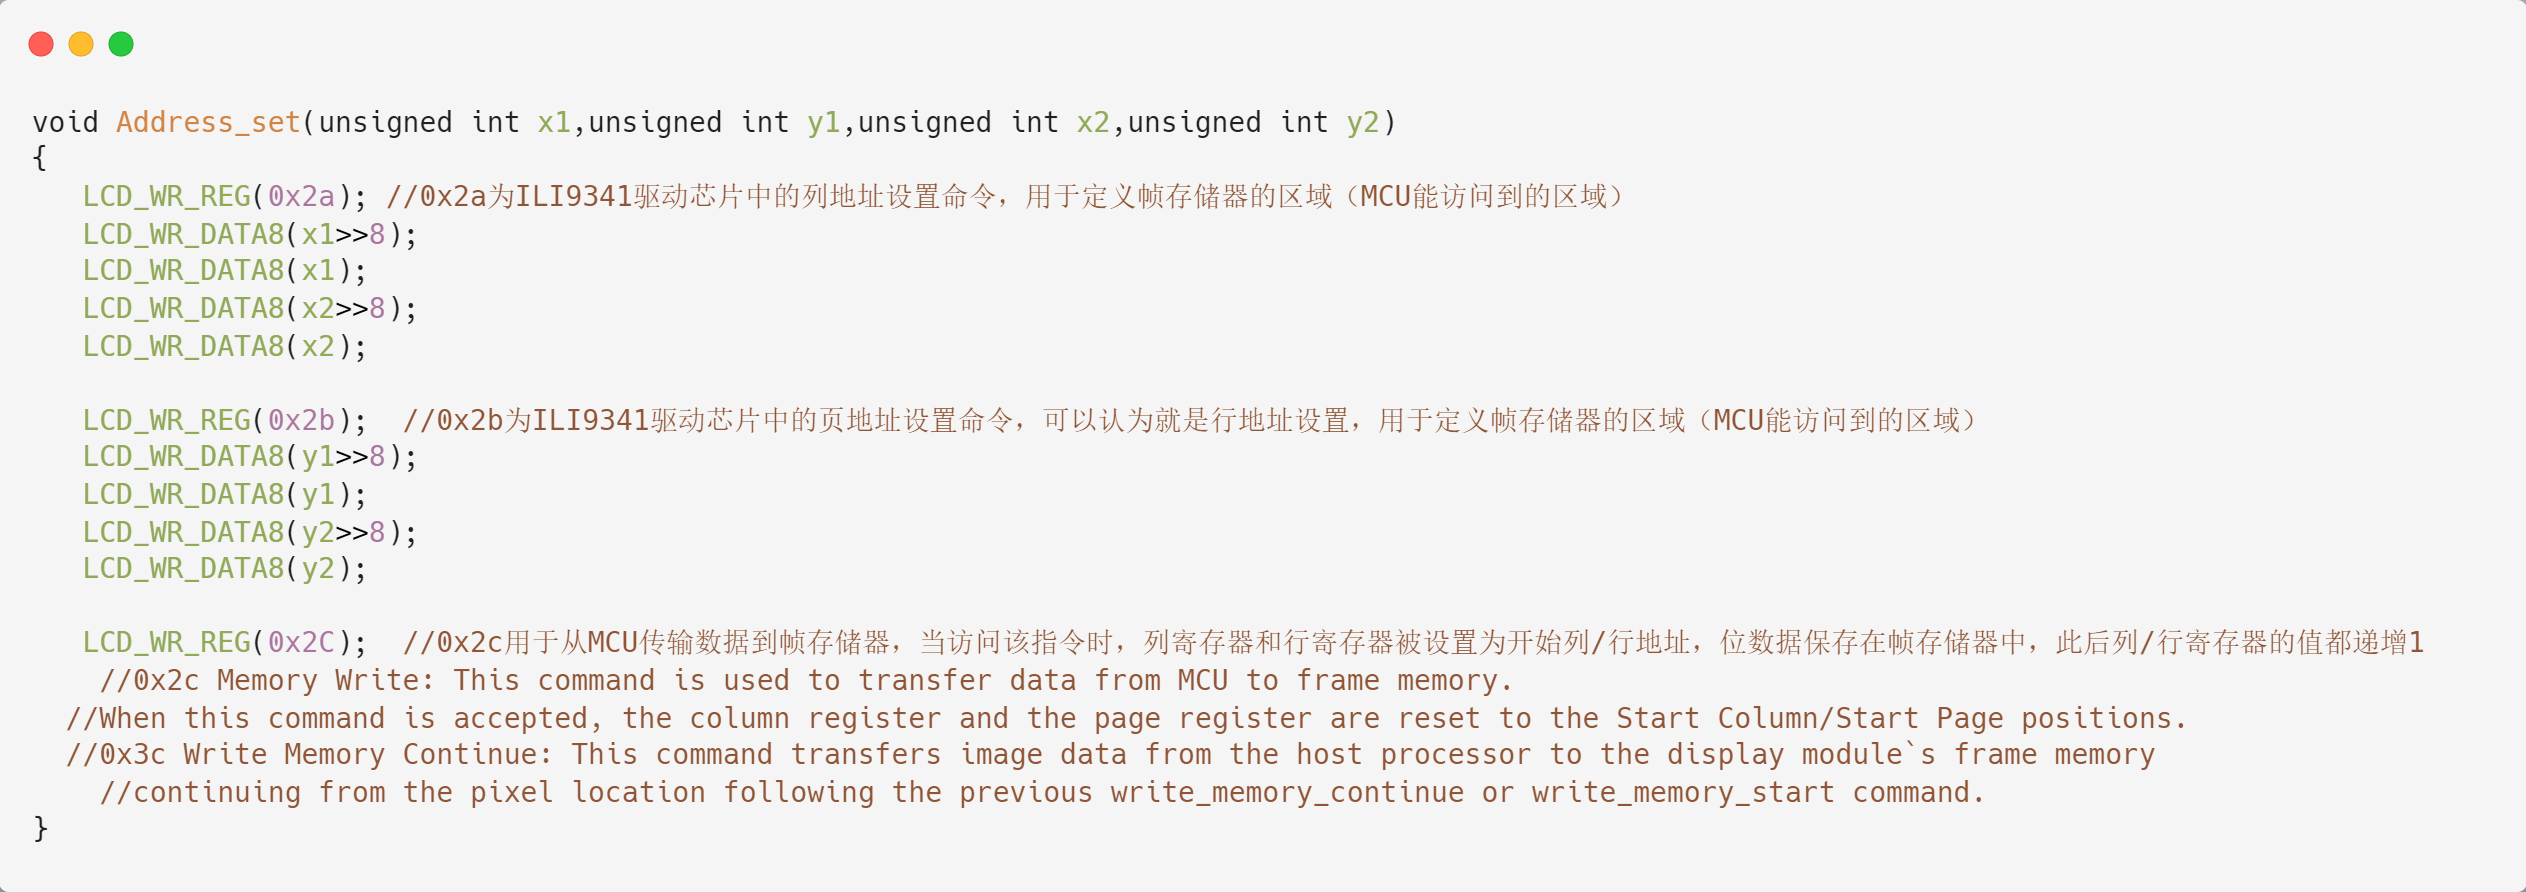 void Address_set(unsigned int x1,unsigned int y1,unsigned int x2,unsigned int y2)
{
   LCD_WR_REG(0x2a); //0x2a为ILI9341驱动芯片中的列地址设置命令，用于定义帧存储器的区域（MCU能访问到的区域）
   LCD_WR_DATA8(x1>>8);
   LCD_WR_DATA8(x1);
   LCD_WR_DATA8(x2>>8);
   LCD_WR_DATA8(x2);

   LCD_WR_REG(0x2b);  //0x2b为ILI9341驱动芯片中的页地址设置命令，可以认为就是行地址设置，用于定义帧存储器的区域（MCU能访问到的区域）
   LCD_WR_DATA8(y1>>8);
   LCD_WR_DATA8(y1);
   LCD_WR_DATA8(y2>>8);
   LCD_WR_DATA8(y2);

   LCD_WR_REG(0x2C);  //0x2c用于从MCU传输数据到帧存储器，当访问该指令时，列寄存器和行寄存器被设置为开始列/行地址，位数据保存在帧存储器中，此后列/行寄存器的值都递增1
    //0x2c Memory Write: This command is used to transfer data from MCU to frame memory.
  //When this command is accepted, the column register and the page register are reset to the Start Column/Start Page positions.
  //0x3c Write Memory Continue: This command transfers image data from the host processor to the display module`s frame memory
    //continuing from the pixel location following the previous write_memory_continue or write_memory_start command.
}